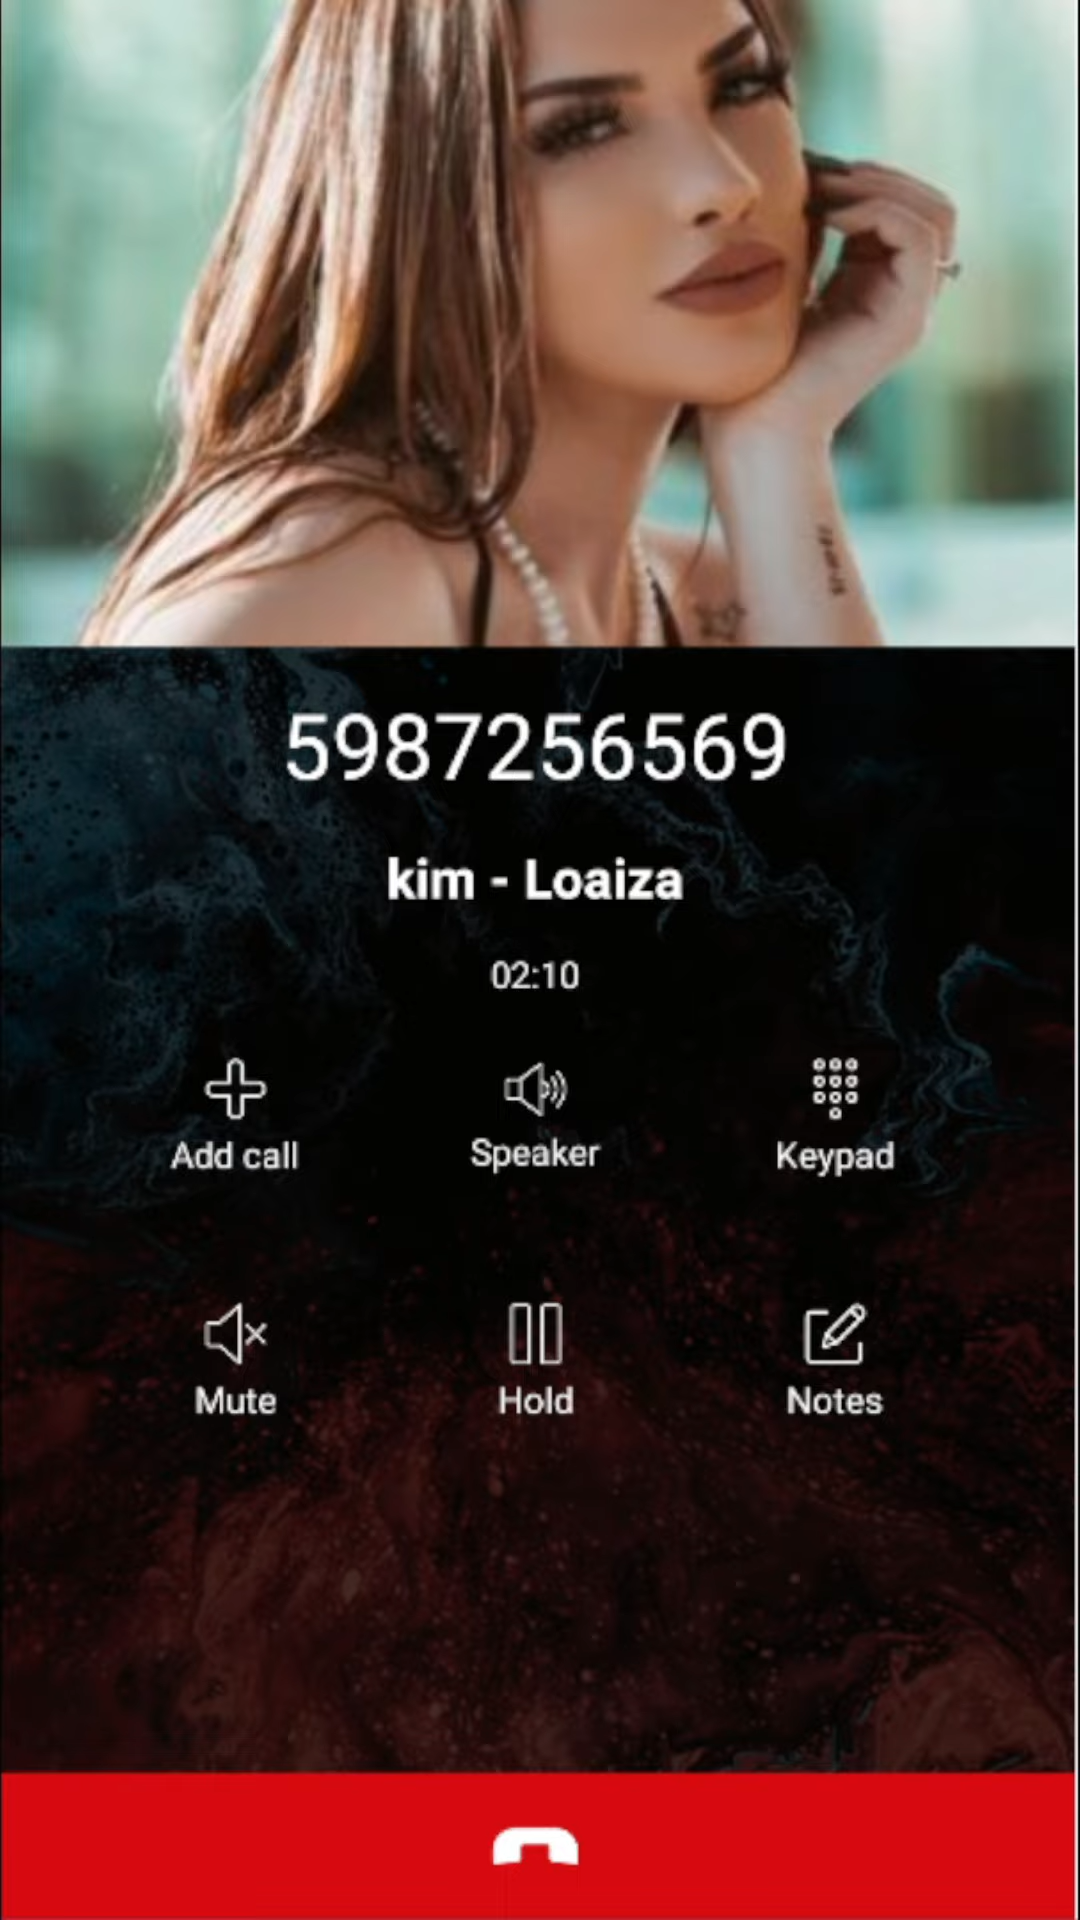 5987256569
kim - Loaiza
02:10
Add call
Speaker
Keypad
Mute
Hold
Notes